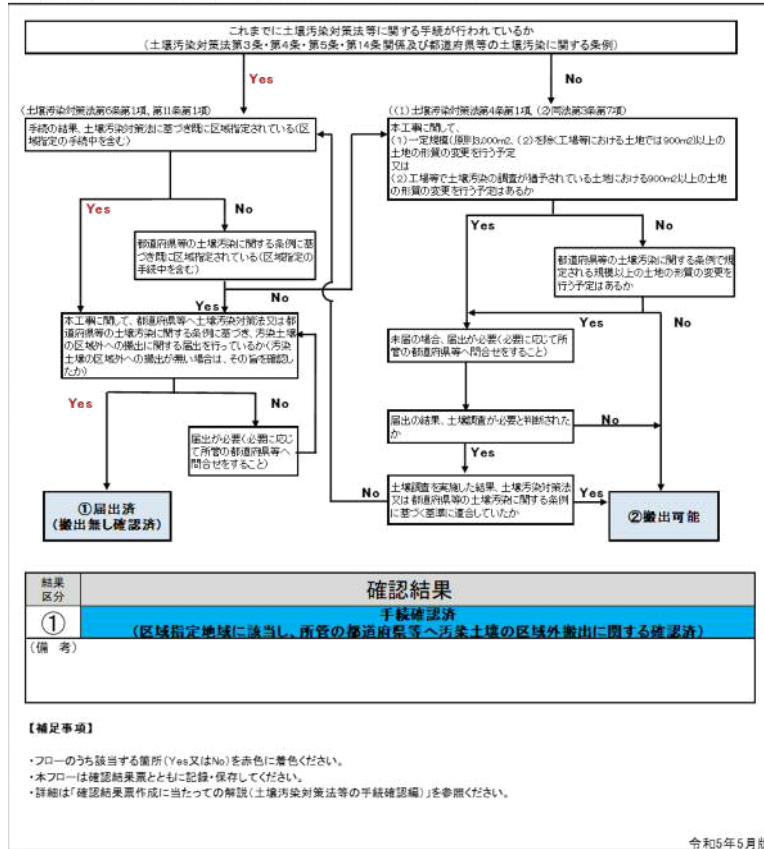 これまでに土壌汚染対策法等に関する手続が行われているか
(土壌汚染対策法第3条・第4条・第5条・第14条関係及び都道府県等の土壌汚染に関する条例)
Yes
No
(土壌汚染対策法第6条第1項、第11条第1項)
手続の結果、土壌汚染対策法に基づき既に区域指定されている(区
域指定の手続中を含む)
((1)土壌汚染対策法第4条第1項、(2)同法第3条第7項)
本工事に関して、
(1)一定規模(原則3,000m2、(2)を除く工場等における土地では900m2)以上の
土地の形質の変更を行う予定
又は
(2)工場等で土壌汚染の調査が猶予されている土地における900m2以上の土地
の形質の変更を行う予定はあるか
Yes
No
都道府県等の土壌汚染に関する条例に基
づき既に区域指定されている(区域指定の
手続中を含む)
Yes
No
Yes
No
都道府県等の土壌汚染に関する条例で規
定される規模以上の土地の形質の変更を
行う予定はあるか
Yes
No
本工事に関して、都道府県等へ土壌汚染対策法又は都
道府県等の土壌汚染に関する条例に基づき、汚染土壌
の区域外への搬出に関する届出を行っているか(汚染
土壌の区域外への搬出が無い場合は、その旨を確認し
たか)
未届の場合、届出が必要(必要に応じて所
管の都道府県等へ問合せをすること)
Yes
No
届出が必要(必要に応じ
て所管の都道府県等へ
問合せをすること)
届出の結果、土壌調査が必要と判断された
か
No
Yes
土壌調査を実施した結果、土壌汚染対策法
又は都道府県等の土壌汚染に関する条例
に基づく基準に適合していたか
No
Yes
①届出済
(搬出無し確認済)
②搬出可能
結果
区分
確認結果
①
手続確認済
(区域指定地域に該当し、所管の都道府県等へ汚染土壌の区域外搬出に関する確認済)
(備 考)
【補足事項】
・フローのうち該当する箇所(Yes又はNo)を赤色に着色ください。
・本フローは確認結果票とともに記録・保存してください。
・詳細は「確認結果票作成に当たっての解説(土壌汚染対策法等の手続確認編)」を参照ください。
令和5年5月版